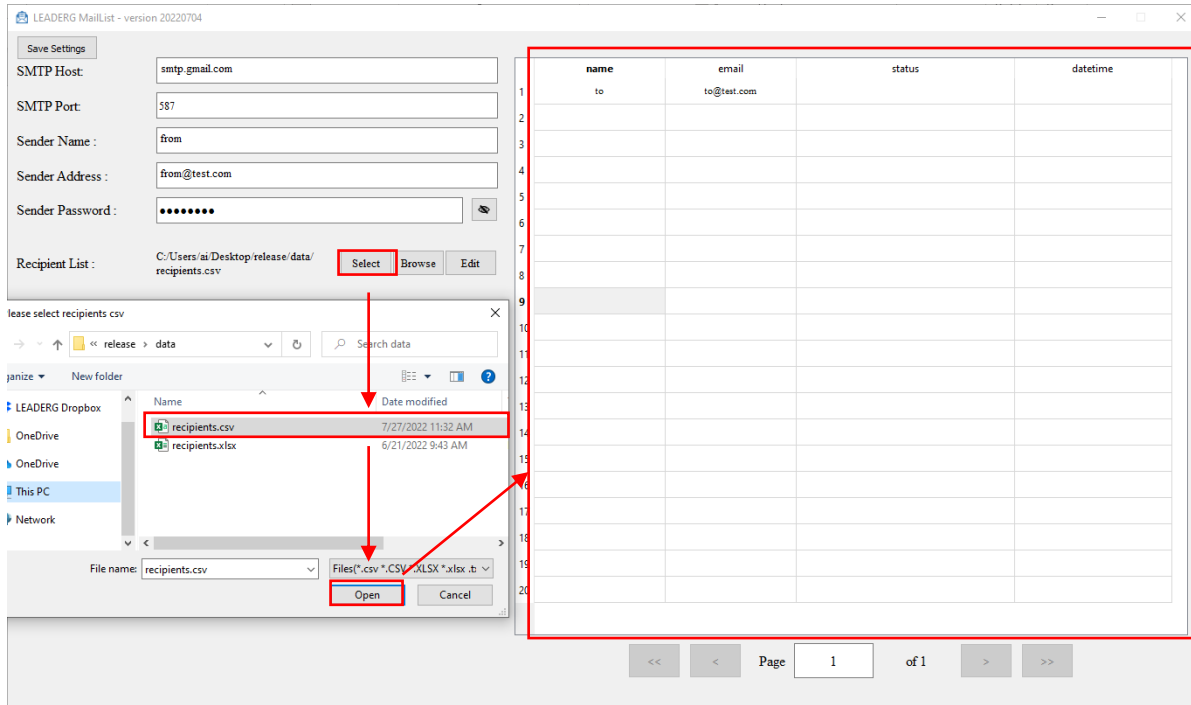 LEADERG MailList - version 20220704
Save Settings
SMTP Host:
smtp.gmail.com
SMTP Port:
587
Sender Name :
from
Sender Address :
from@test.com
Sender Password :
●●●●●●●●
Recipient List :
C:/Users/ai/Desktop/release/data/
recipients.csv
Select
Browse
Edit
lease select recipients csv
« release › data
Search data
ganize
New folder
LEADERG Dropbox
OneDrive
OneDrive
This PC
Network
Name
Date modified
recipients.csv
7/27/2022 11:32 AM
recipients.xlsx
6/21/2022 9:43 AM
File name:
recipients.csv
Files(*.csv *.CSV *.XLSX *.xlsx
Open
Cancel
name email status datetime
1 to to@test.com
2
3
4
5
6
7
8
9
10
11
12
13
14
15
16
17
18
19
20
<< < Page 1 of 1 > >>